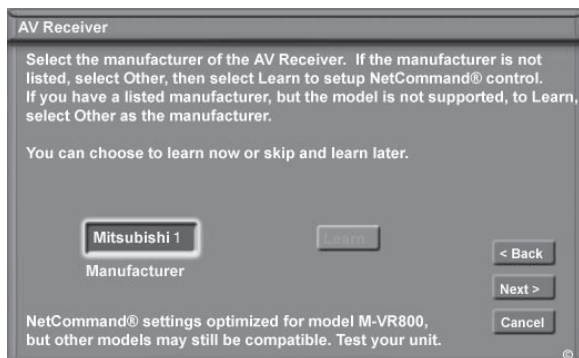 AV Receiver
Select the manufacturer of the AV Receiver. If the manufacturer is not
listed, select Other, then select Learn to setup NetCommand® control.
If you have a listed manufacturer, but the model is not supported, to Learn,
select Other as the manufacturer.
You can choose to learn now or skip and learn later.
Mitsubishi 1
Learn
Manufacturer
< Back
Next >
NetCommand® settings optimized for model M-VR800,
but other models may still be compatible. Test your unit.
Cancel
©